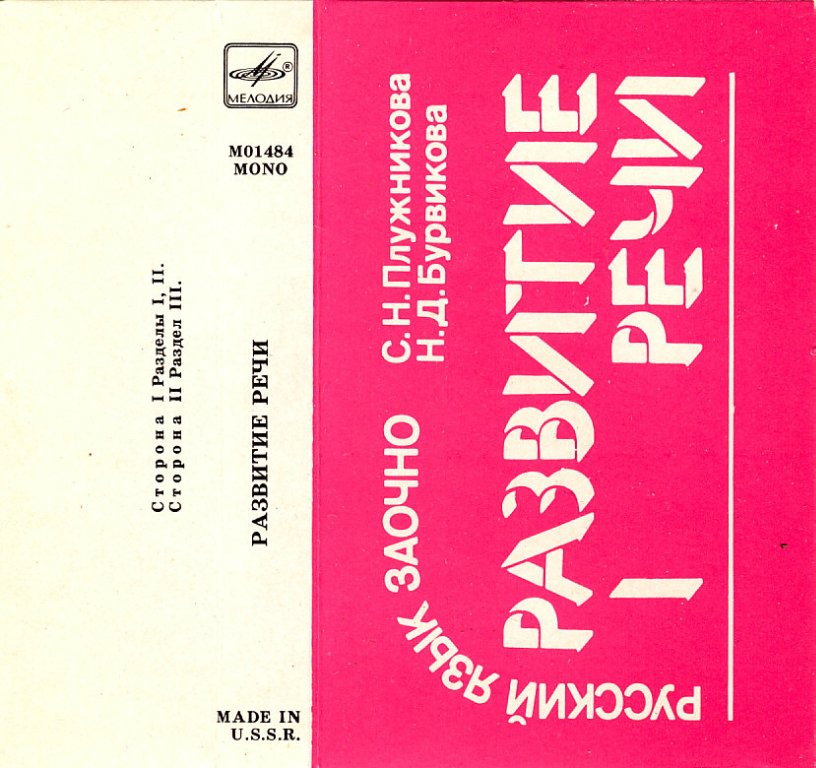 РУССКИЙ ЯЗЫК ЗАОЧНО
С. Н. Плужникова
Н. Д. Бурвикова
РАЗВИТИЕ
РЕЧИ
1
МЕЛОДИЯ ®
М01484
MONO
РАЗВИТИЕ РЕЧИ
MADE IN
U.S.S.R.
Сторона I Разделы I, II.
Сторона II Раздел III.